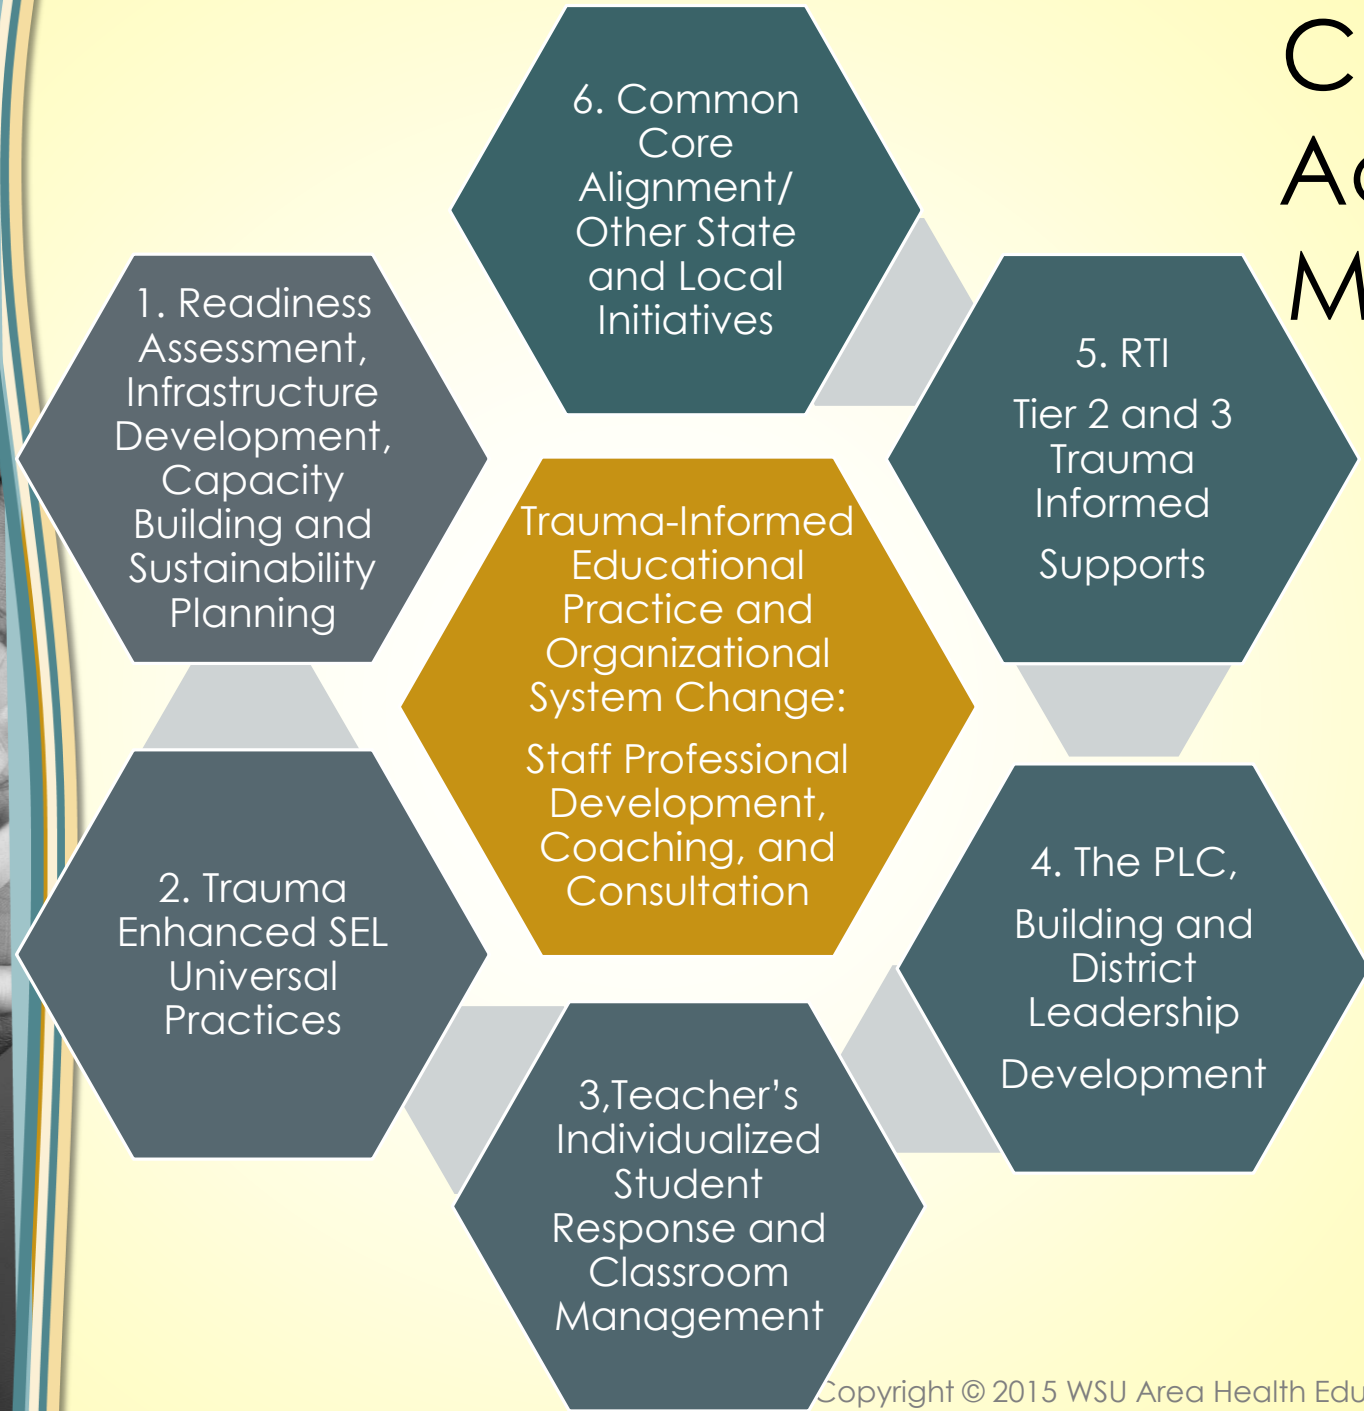 C
A
M
6. Common
Core
Alignment/
Other State
and Local
Initiatives
1. Readiness
Assessment,
Infrastructure
Development,
Capacity
Building and
Sustainability
Planning
5. RTI
Tier 2 and 3
Trauma
Informed
Supports
Trauma-Informed
Educational
Practice and
Organizational
System Change:
Staff Professional
Development,
Coaching, and
Consultation
2. Trauma
Enhanced SEL
Universal
Practices
4. The PLC,
Building and
District
Leadership
Development
3,Teacher’s
Individualized
Student
Response and
Classroom
Management
Copyright © 2015 WSU Area Health Edu